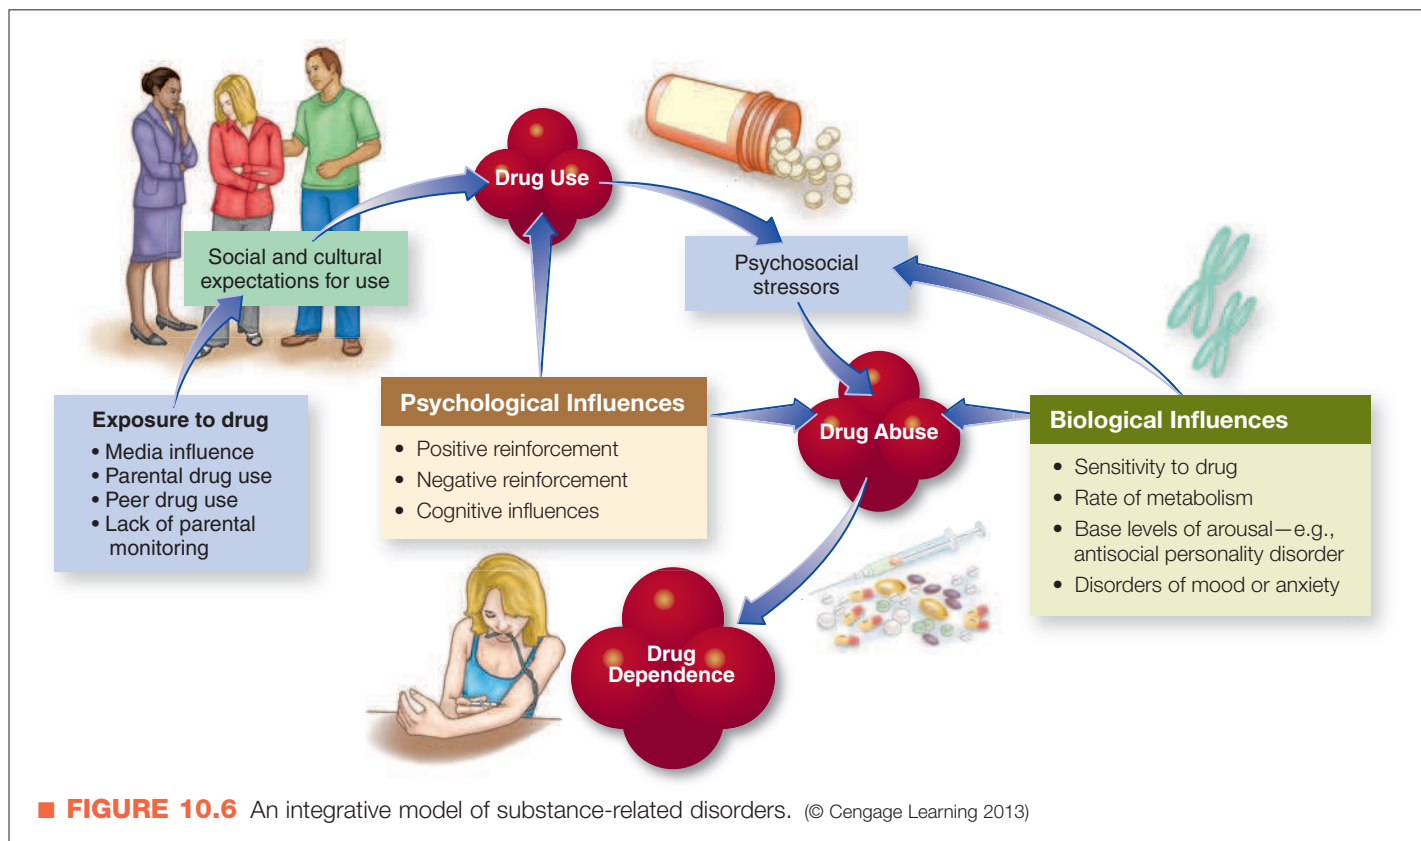 Drug Use
Social and cultural
expectations for use
Psychosocial
stressors
Exposure to drug
• Media influence
• Parental drug use
• Peer drug use
• Lack of parental
monitoring
Psychological Influences
• Positive reinforcement
• Negative reinforcement
• Cognitive influences
Drug Abuse
Biological Influences
• Sensitivity to drug
• Rate of metabolism
• Base levels of arousal—e.g.,
antisocial personality disorder
• Disorders of mood or anxiety
Drug
Dependence
■ FIGURE 10.6 An integrative model of substance-related disorders. (© Cengage Learning 2013)